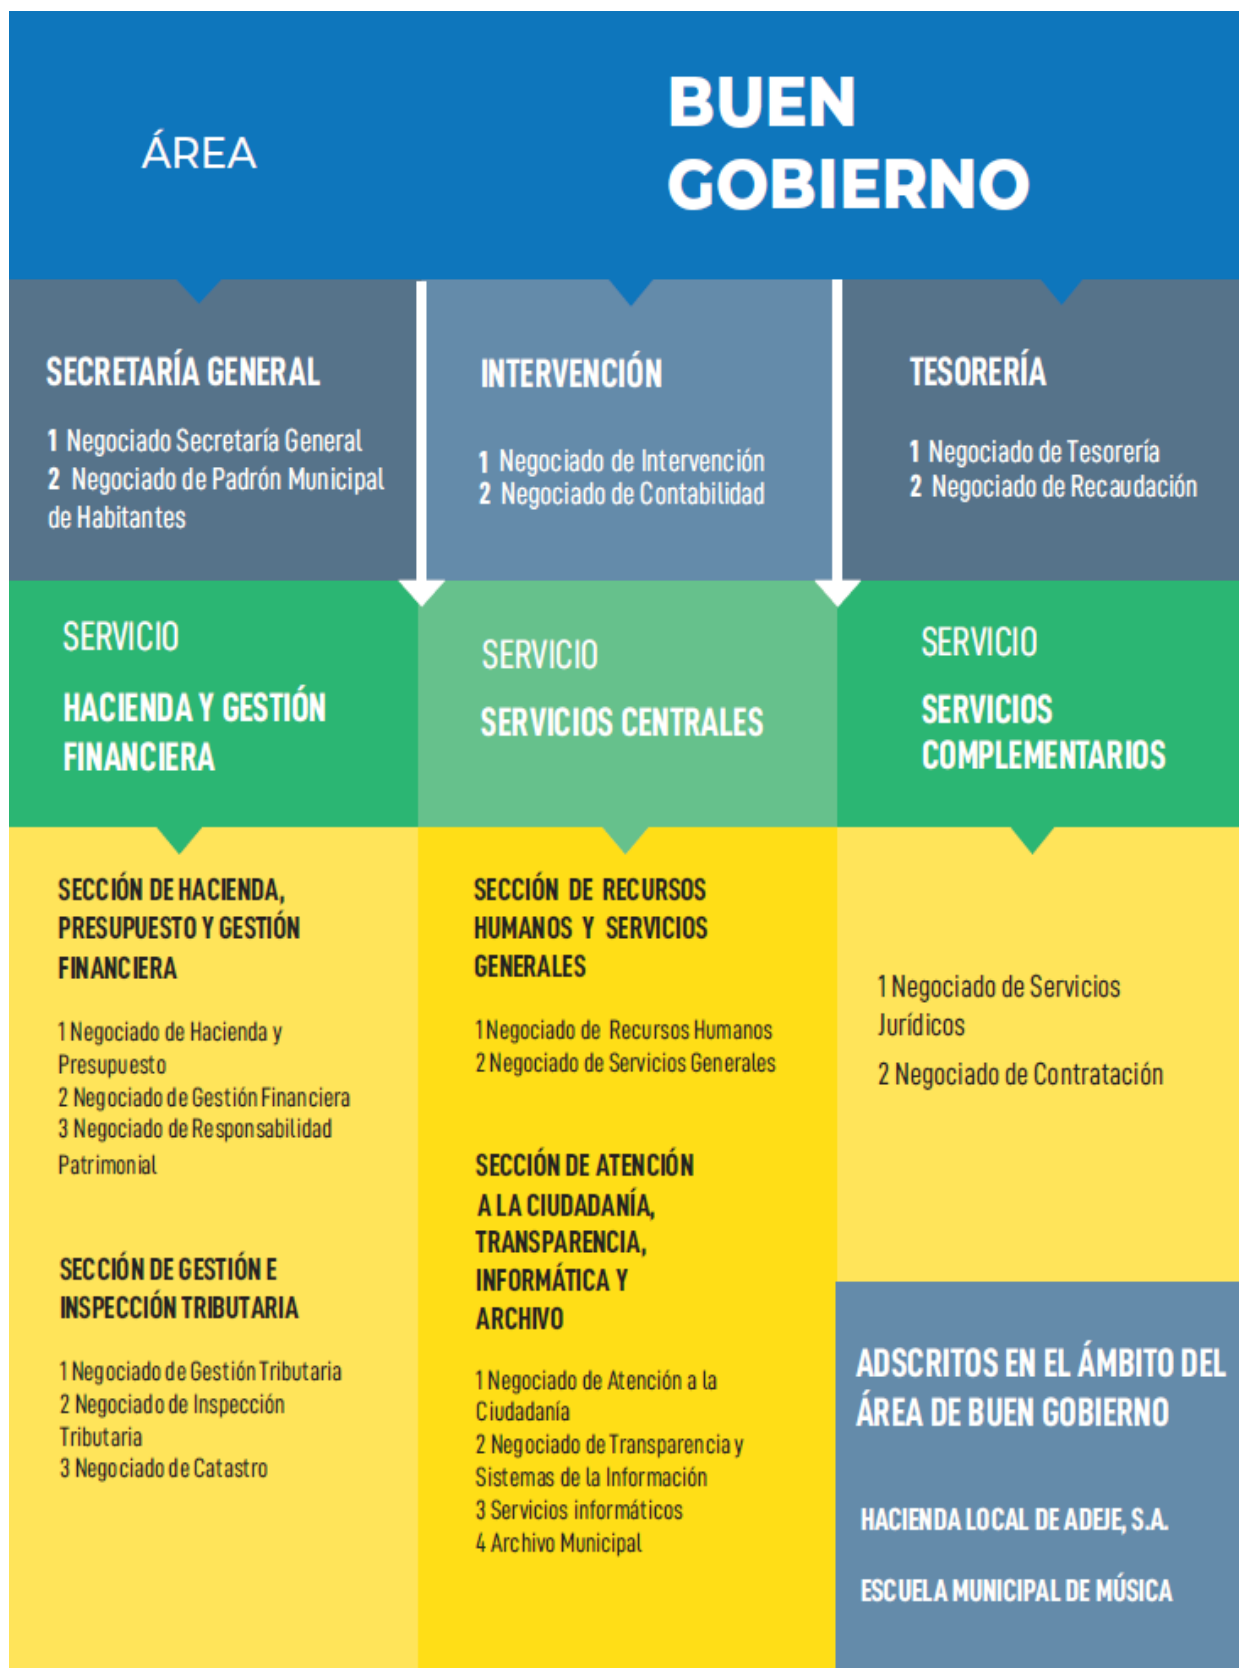 ÁREA
BUEN
GOBIERNO
SECRETARÍA GENERAL
1 Negociado Secretaría General
2 Negociado de Padrón Municipal
de Habitantes
INTERVENCIÓN
1 Negociado de Intervención
2 Negociado de Contabilidad
TESORERÍA
1 Negociado de Tesorería
2 Negociado de Recaudación
SERVICIO
HACIENDA Y GESTIÓN
FINANCIERA
SERVICIO
SERVICIOS CENTRALES
SERVICIO
SERVICIOS
COMPLEMENTARIOS
SECCIÓN DE HACIENDA,
PRESUPUESTO Y GESTIÓN
FINANCIERA
1 Negociado de Hacienda y
Presupuesto
2 Negociado de Gestión Financiera
3 Negociado de Responsabilidad
Patrimonial
SECCIÓN DE GESTIÓN E
INSPECCIÓN TRIBUTARIA
1 Negociado de Gestión Tributaria
2 Negociado de Inspección
Tributaria
3 Negociado de Catastro
SECCIÓN DE RECURSOS
HUMANOS Y SERVICIOS
GENERALES
1 Negociado de Recursos Humanos
2 Negociado de Servicios Generales
SECCIÓN DE ATENCIÓN
A LA CIUDADANÍA,
TRANSPARENCIA,
INFORMÁTICA Y
ARCHIVO
1 Negociado de Atención a la
Ciudadanía
2 Negociado de Transparencia y
Sistemas de la Información
3 Servicios informáticos
4 Archivo Municipal
1 Negociado de Servicios
Jurídicos
2 Negociado de Contratación
ADSCRITOS EN EL ÁMBITO DEL
ÁREA DE BUEN GOBIERNO
HACIENDA LOCAL DE ADEJE, S.A.
ESCUELA MUNICIPAL DE MÚSICA